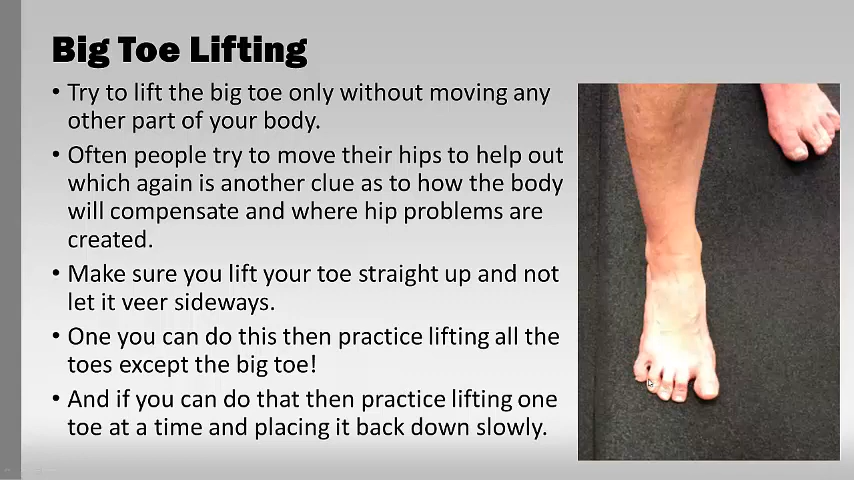 Big Toe Lifting
• Try to lift the big toe only without moving any
other part of your body.
• Often people try to move their hips to help out
which again is another clue as to how the body
will compensate and where hip problems are
created.
• Make sure you lift your toe straight up and not
let it veer sideways.
• One you can do this then practice lifting all the
toes except the big toe!
• And if you can do that then practice lifting one
toe at a time and placing it back down slowly.